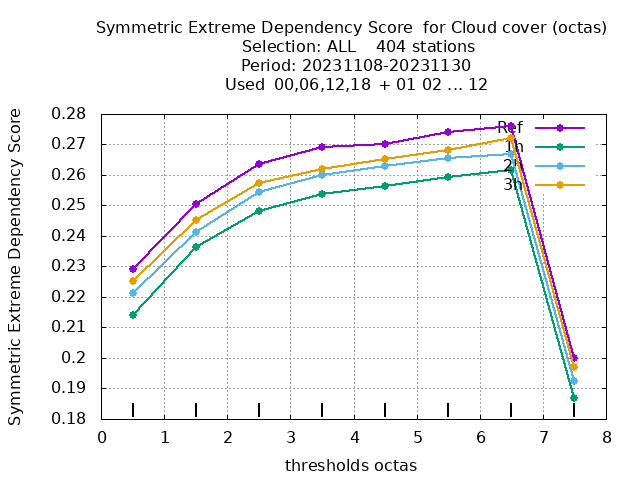 Symmetric Extreme Dependency Score  for Cloud cover (octas)
Selection: ALL    404 stations
Period: 20231108-20231130
Used  00,06,12,18  + 01 02 ... 12
Symmetric Extreme Dependency Score
0.28
0.27
0.26
0.25
0.24
0.23
0.22
0.21
0.2
0.19
0.18
Ref
1h
2h
3h
0 1 2 3 4 5 6 7 8
thresholds octas